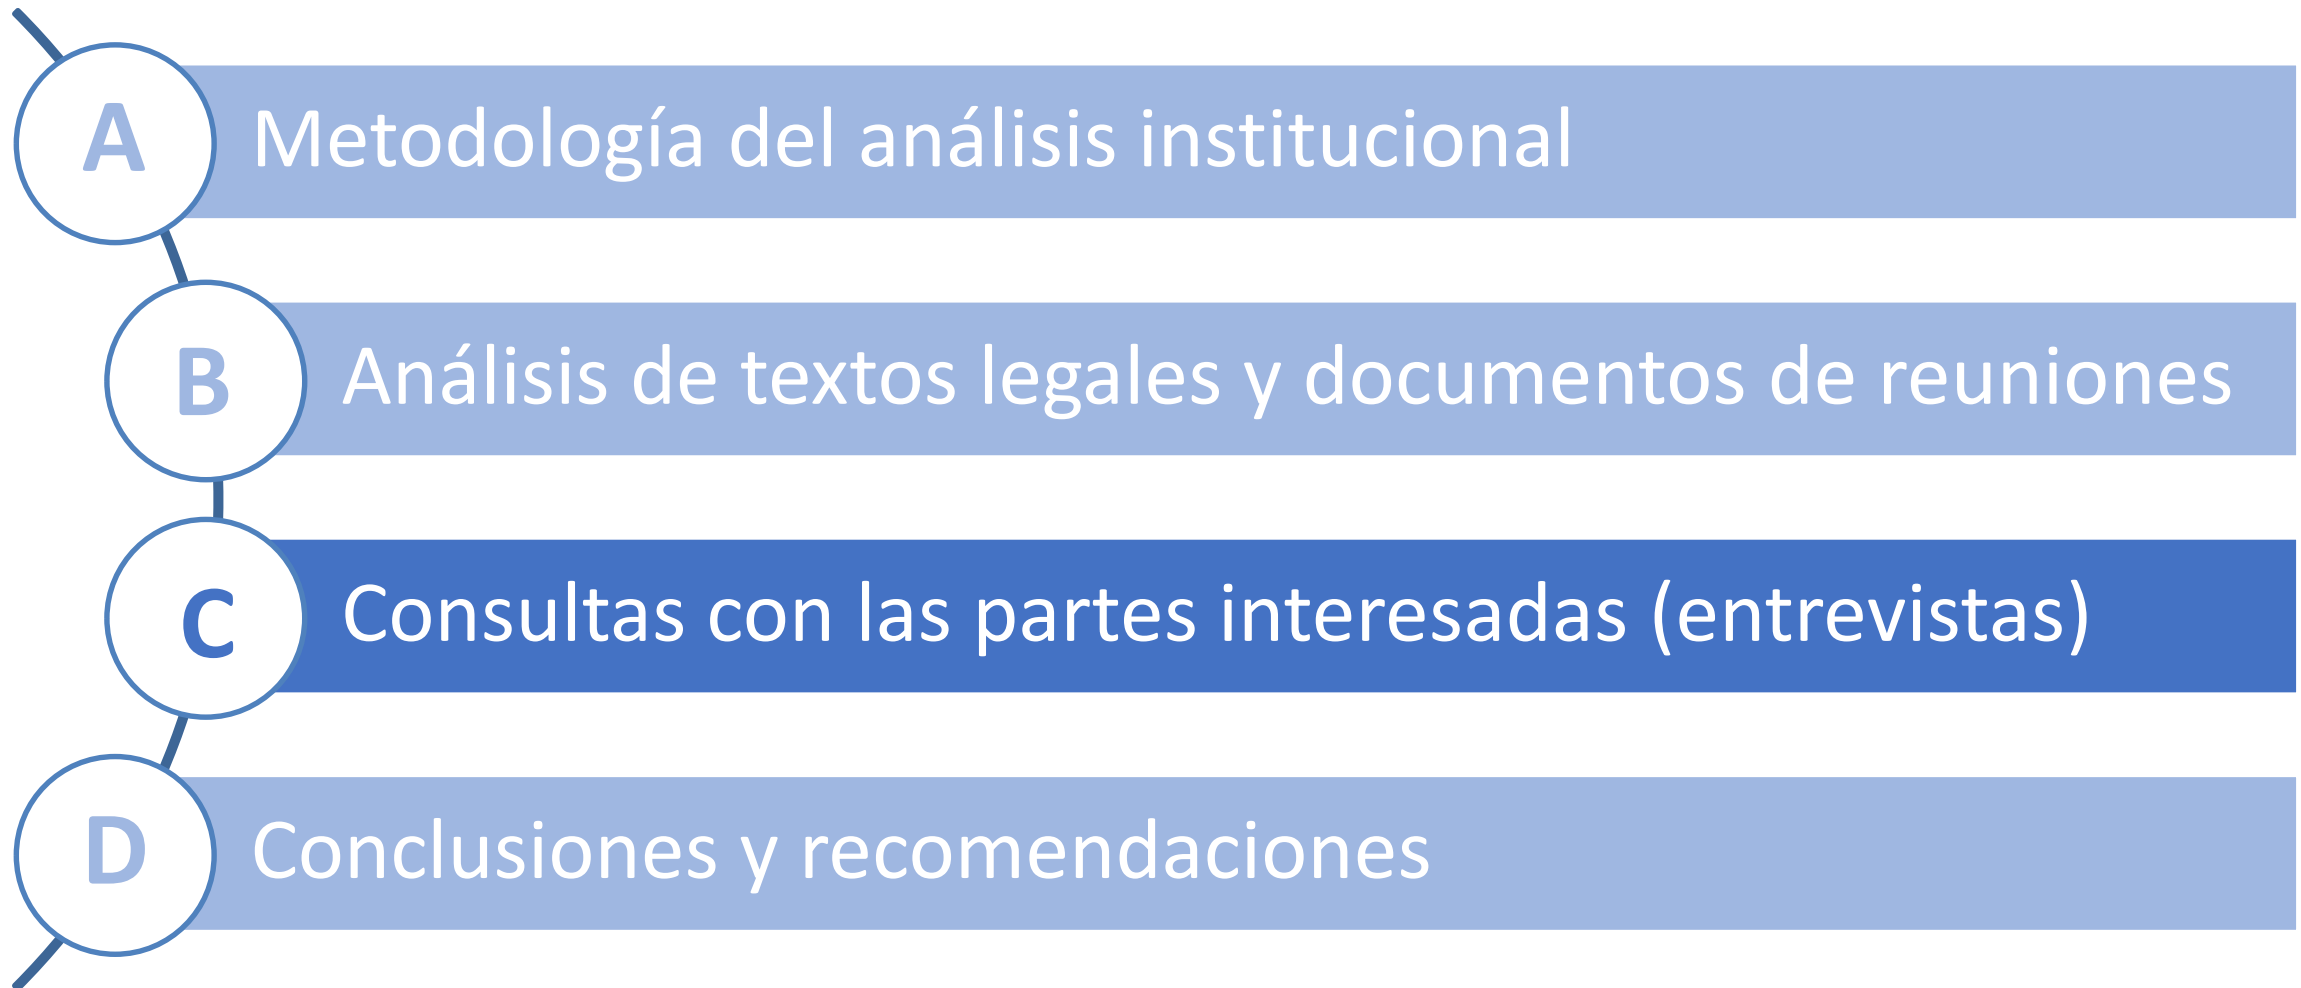 A Metodología del análisis institucional
B Análisis de textos legales y documentos de reuniones
C Consultas con las partes interesadas (entrevistas)
D Conclusiones y recomendaciones